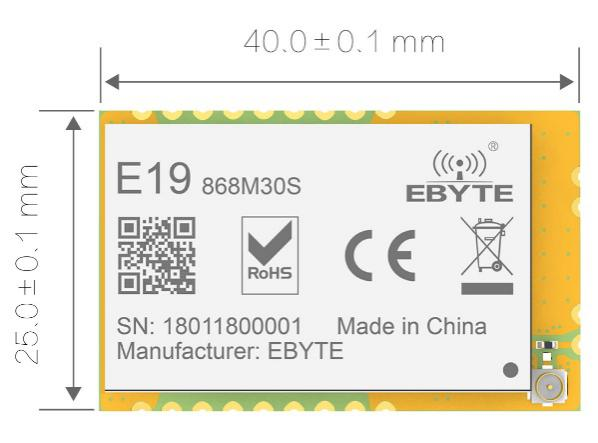 40.0±0.1 mm
25.0±0.1 mm
E19 868M30S
®
EBYTE
RoHS
CE
SN: 18011800001 Made in China
Manufacturer: EBYTE